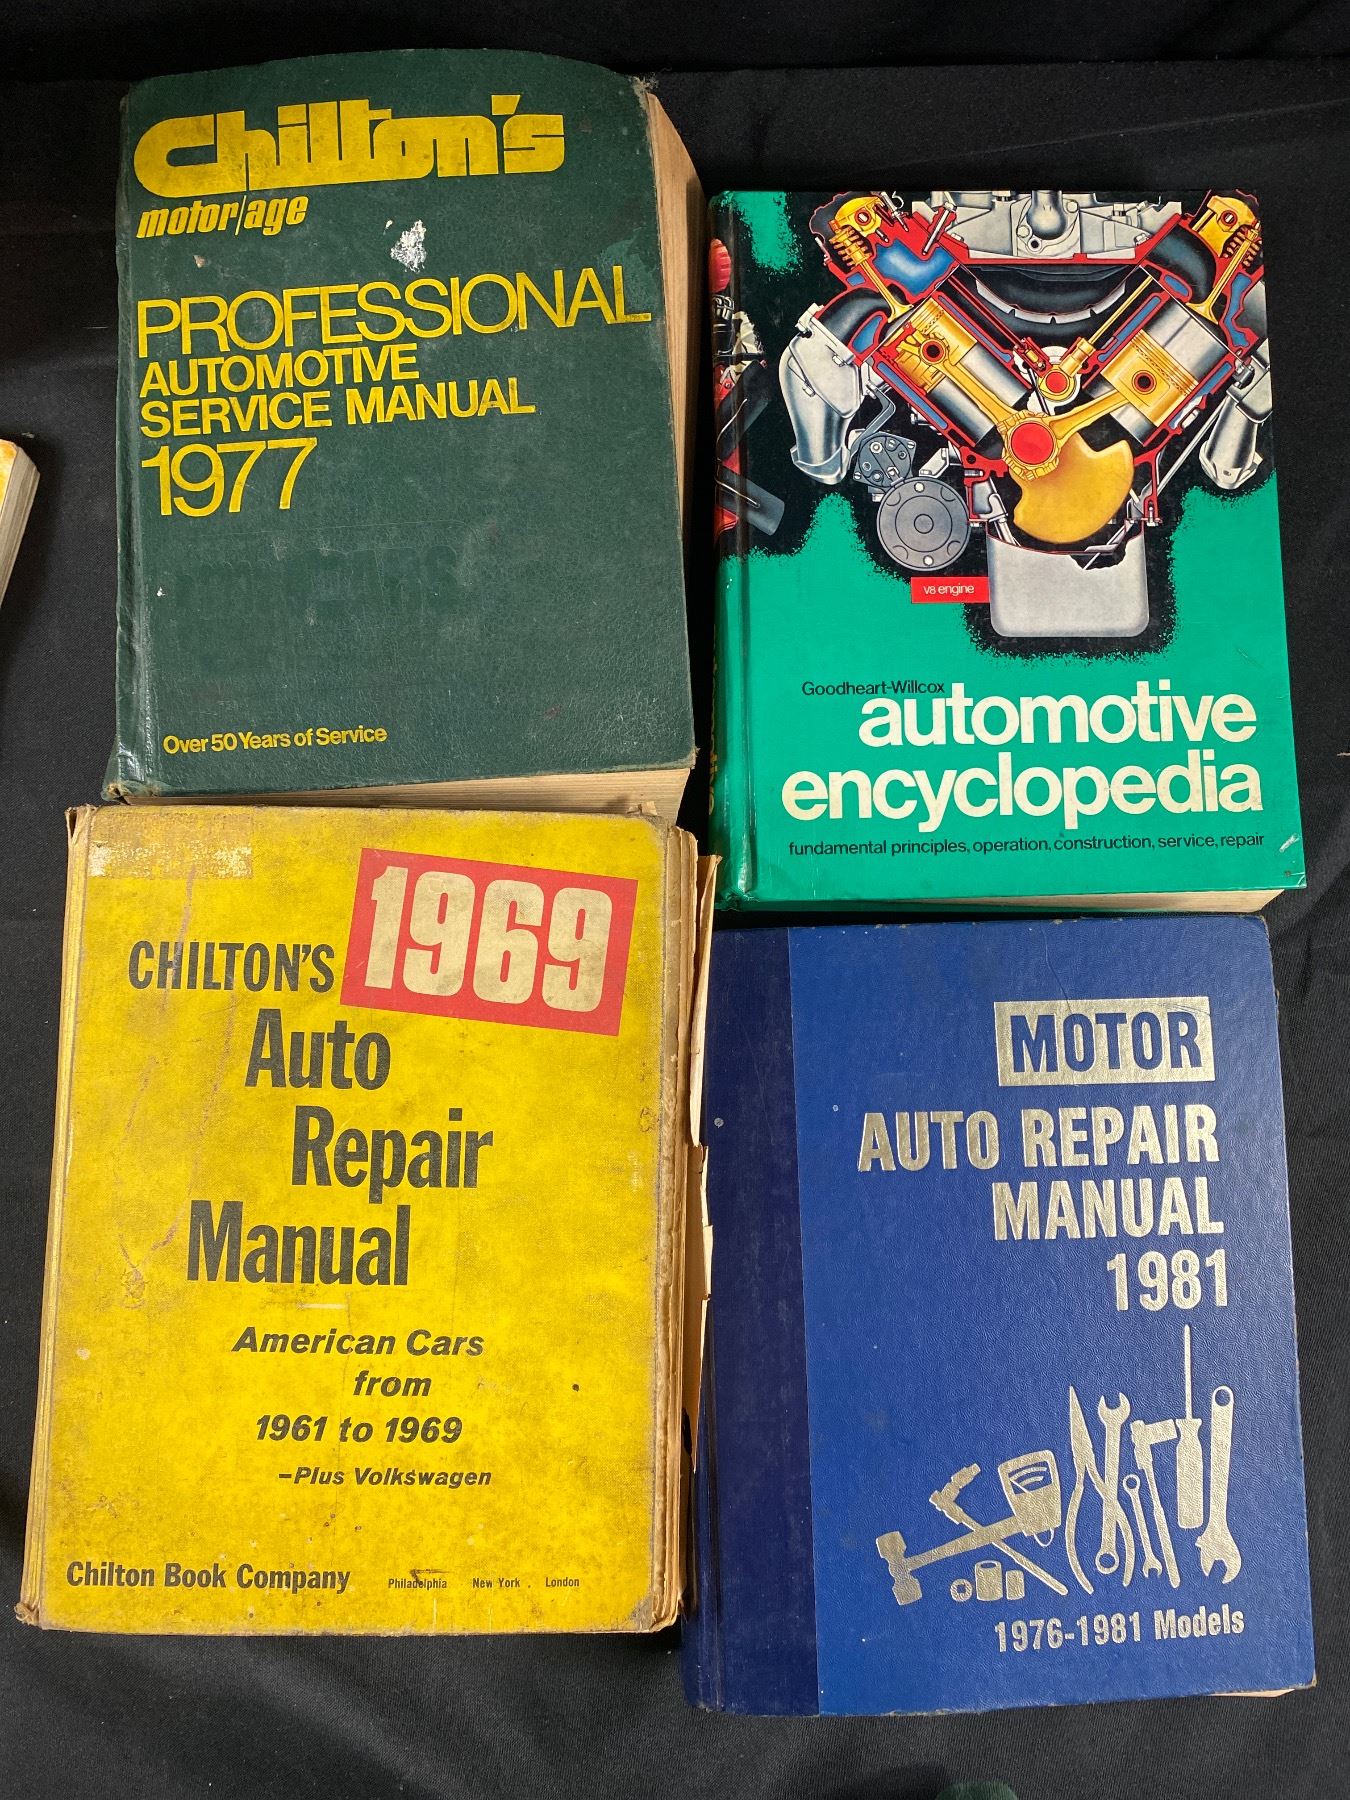 Chilton's
motor/age
PROFESSIONAL
AUTOMOTIVE
SERVICE MANUAL
1977
Over 50 Years of Service
v8 engine
Goodheart-Willcox
automotive
encyclopedia
fundamental principles, operation, construction, service, repair
1969
CHILTON'S
Auto
Repair
Manual
American Cars
from
1961 to 1969
–Plus Volkswagen
Chilton Book Company
Philadelphia New York London
MOTOR
AUTO REPAIR
MANUAL
1981
1976-1981 Models